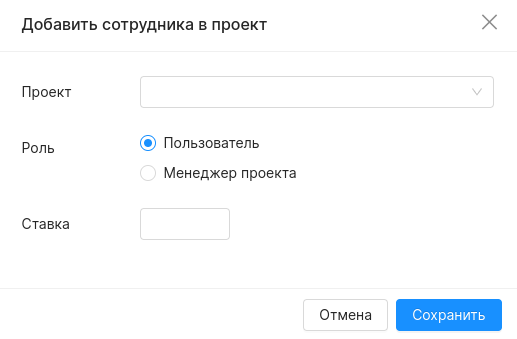 Добавить сотрудника в проект
Проект
Роль
Пользователь
Менеджер проекта
Ставка
Отмена
Сохранить